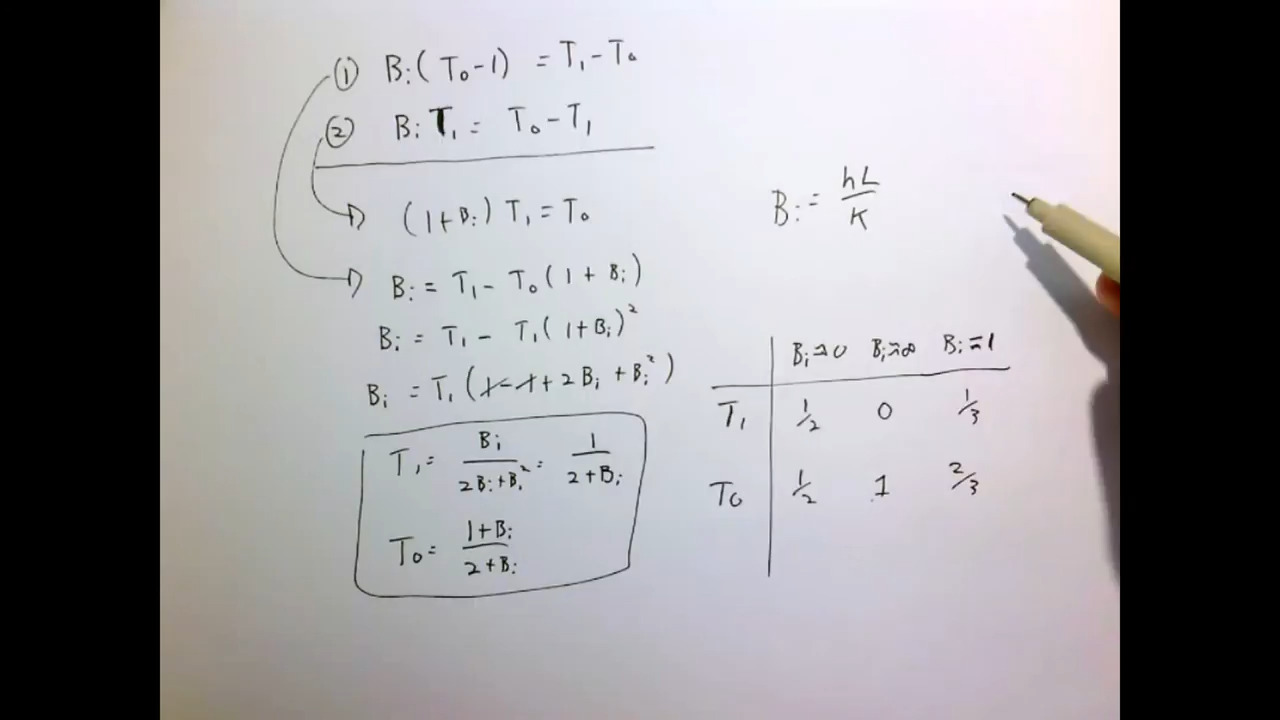 ① Bi(T₀-1) = T₁-T₀
② Bi T₁ = T₀-T₁
(1+Bi) T₁ = T₀
Bi = T₁ - T₀(1+Bi)
Bi = T₁ - T₁(1+Bi)²
Bi = T₁(1-1+2Bi+Bi²)
T₁ = Bi/(2Bi+Bi²) = 1/(2+Bi)
T₀ = (1+Bi)/(2+Bi)
Bi = hL/K
Bi→0 Bi→∞ Bi=1
T₁ 1/2 0 1/3
T₀ 1/2 1 2/3